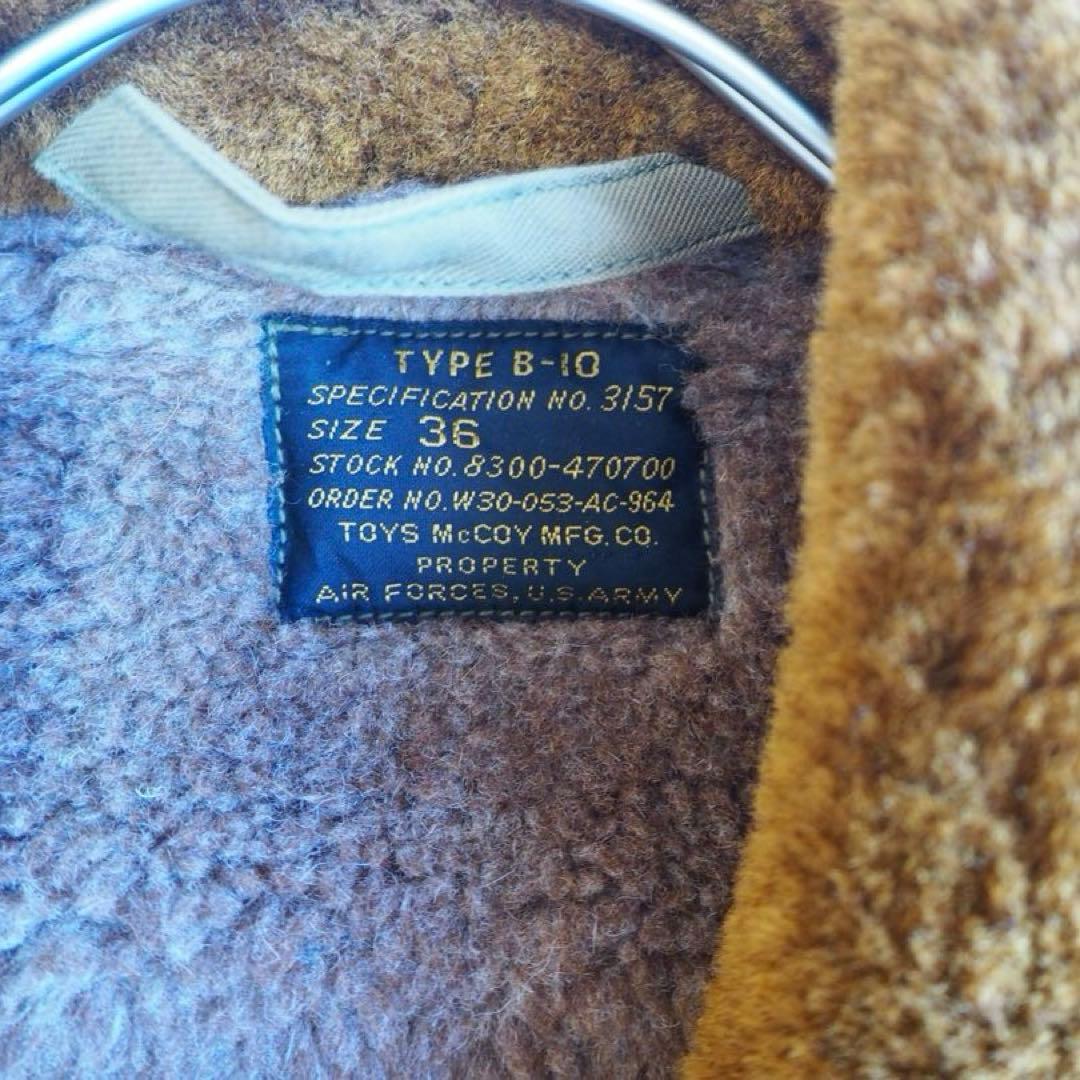 TYPE B-10
SPECIFICATION NO. 3157
SIZE 36
STOCK NO. 8300-470700
ORDER NO. W30-053-AC-964
TOYS McCOY MFG. CO.
PROPERTY
AIR FORCES, U.S. ARMY